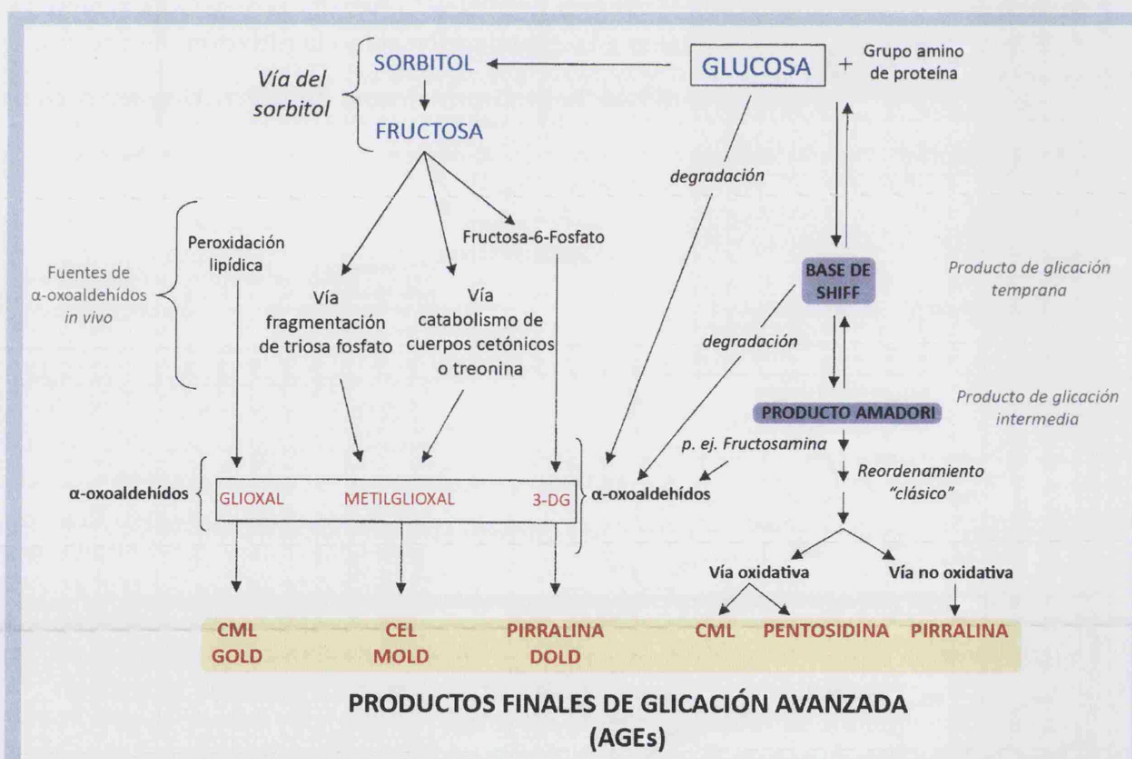 Vía del
sorbitol
SORBITOL
FRUCTOSA
GLUCOSA
+
Grupo amino
de proteína
degradación
Fuentes de
α-oxoaldehídos
in vivo
Peroxidación
lipídica
Vía
fragmentación
de triosa fosfato
Vía
catabolismo de
cuerpos cetónicos
o treonina
Fructosa-6-Fosfato
BASE DE
SHIFF
Producto de glicación
temprana
degradación
PRODUCTO AMADORI
Producto de glicación
intermedia
p. ej. Fructosamina
Reordenamiento
"clásico"
α-oxoaldehídos
GLIOXAL
METILGLIOXAL
3-DG
α-oxoaldehídos
Vía oxidativa
Vía no oxidativa
CML
GOLD
CEL
MOLD
PIRRALINA
DOLD
CML
PENTOSIDINA
PIRRALINA
PRODUCTOS FINALES DE GLICACIÓN AVANZADA
(AGEs)